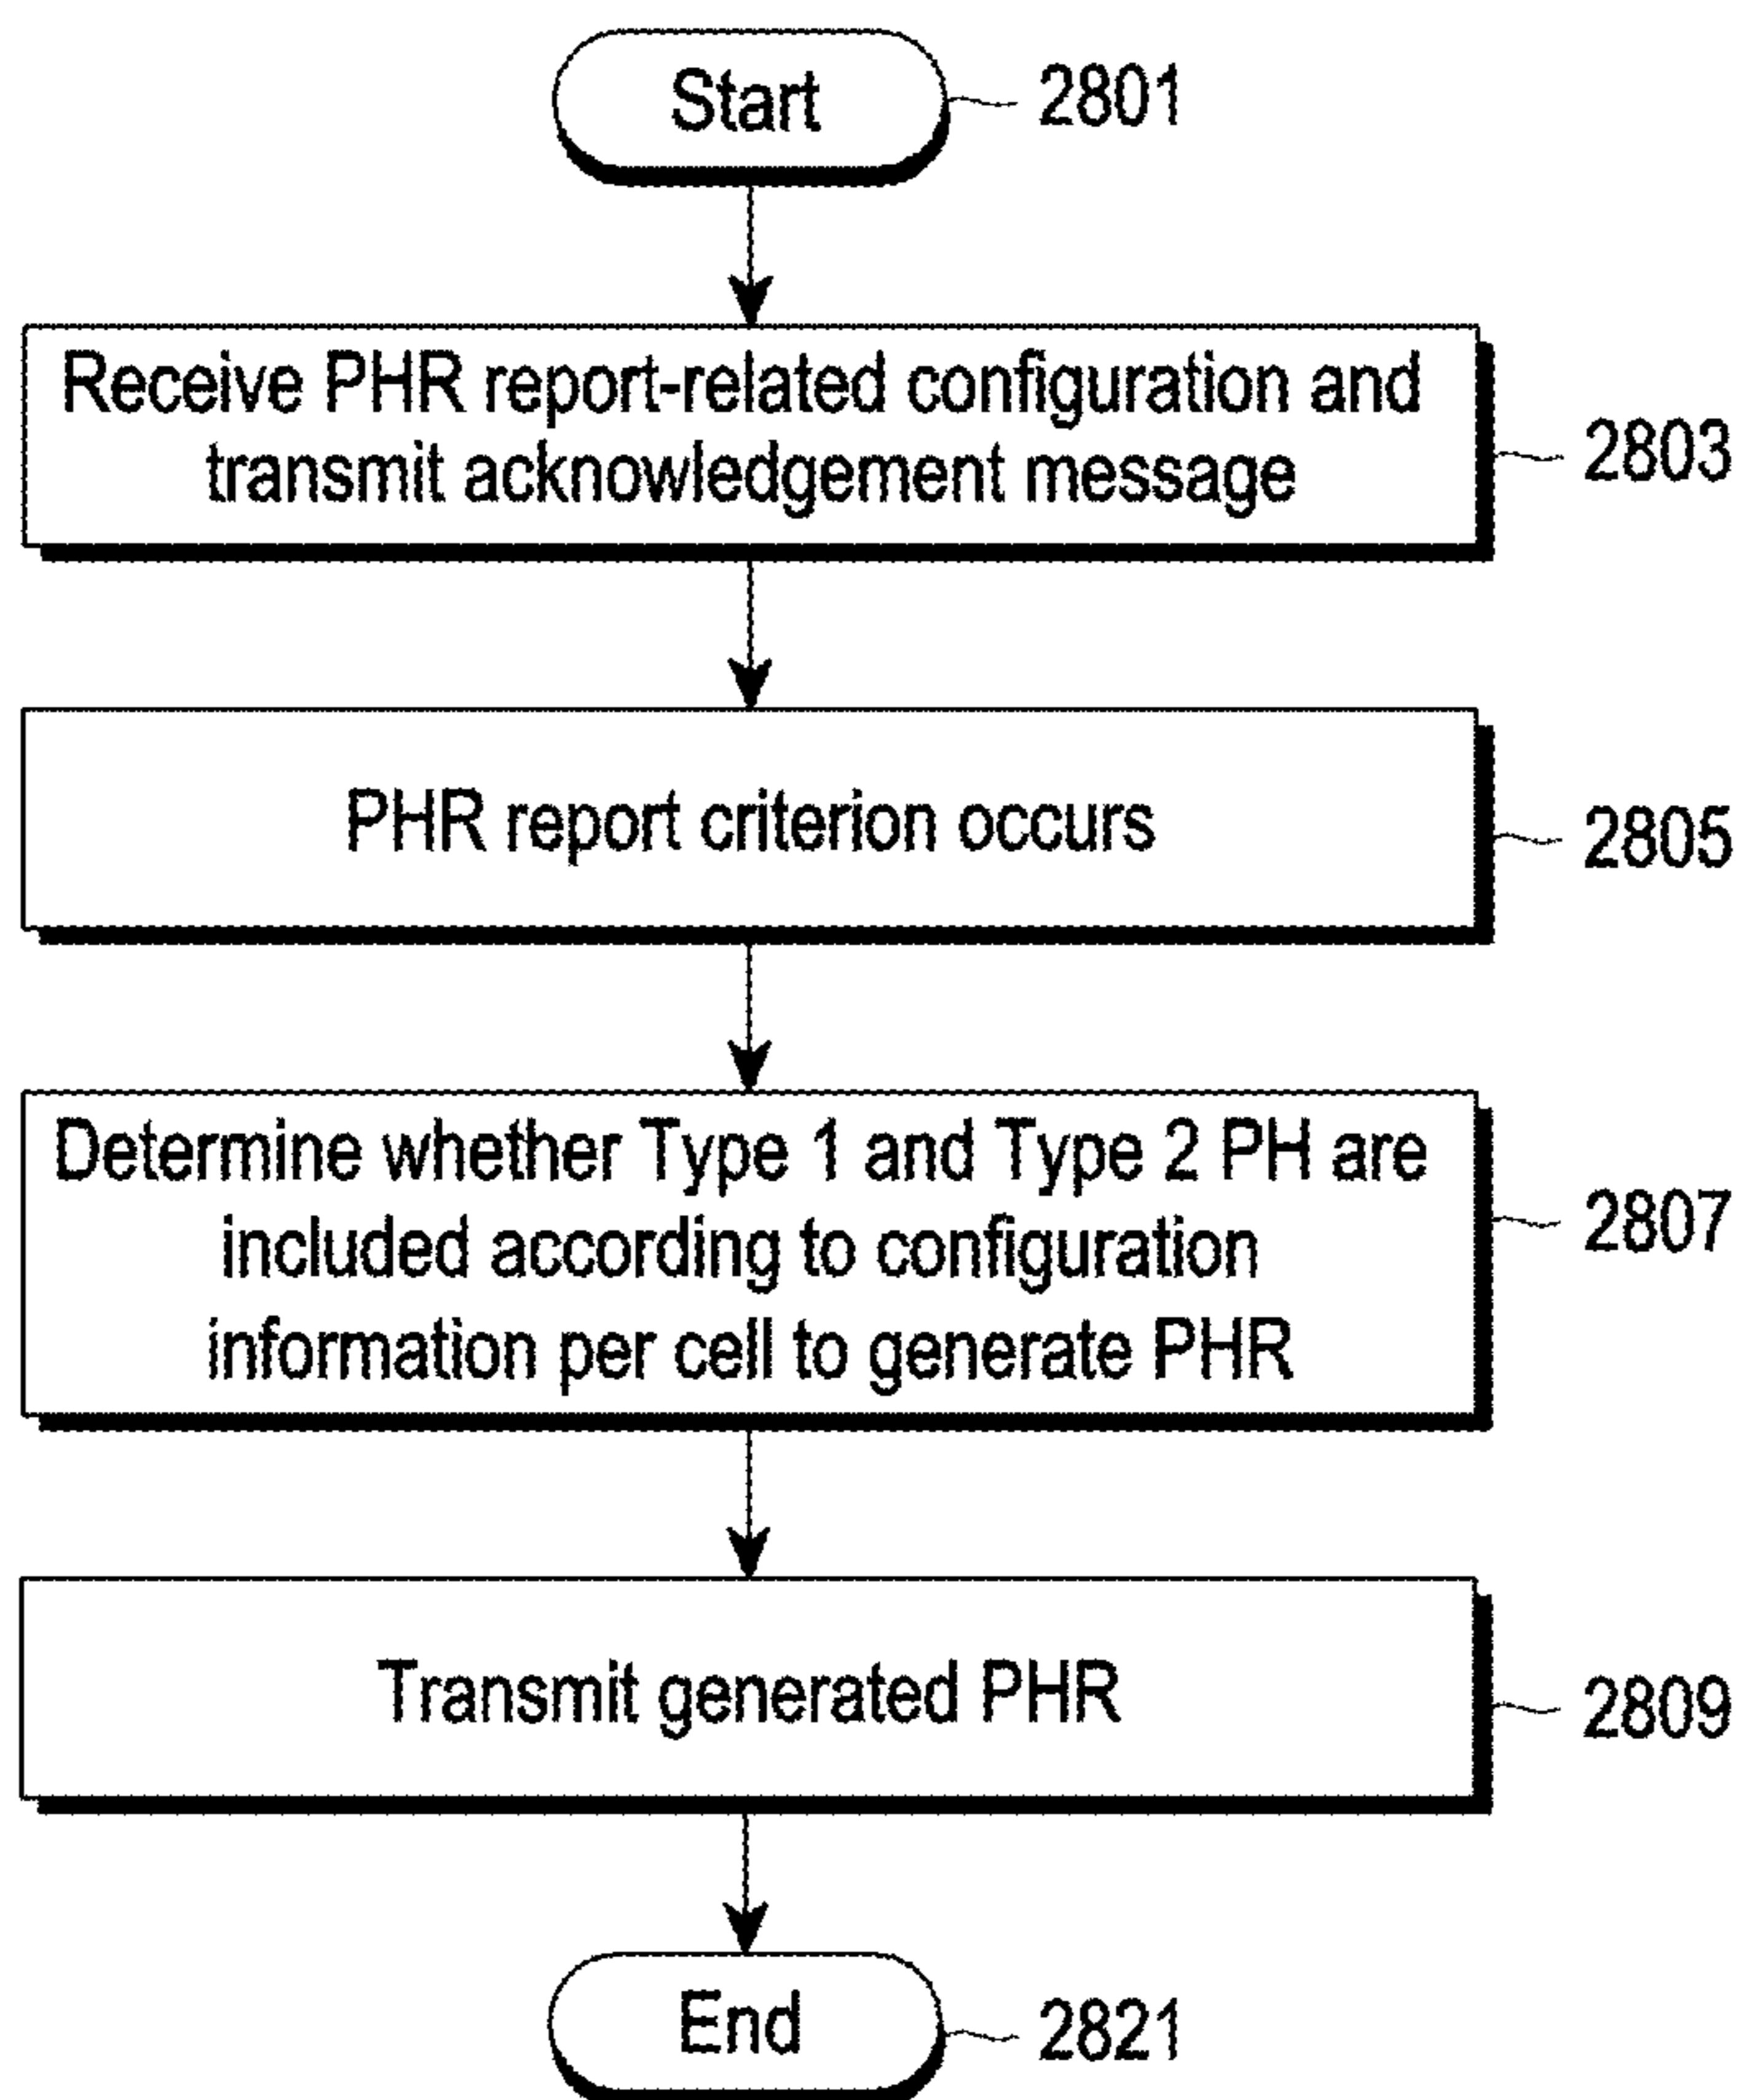 Start
2801
Receive PHR report-related configuration and
transmit acknowledgement message
2803
PHR report criterion occurs
2805
Determine whether Type 1 and Type 2 PH are
included according to configuration
information per cell to generate PHR
2807
Transmit generated PHR
2809
End
2821